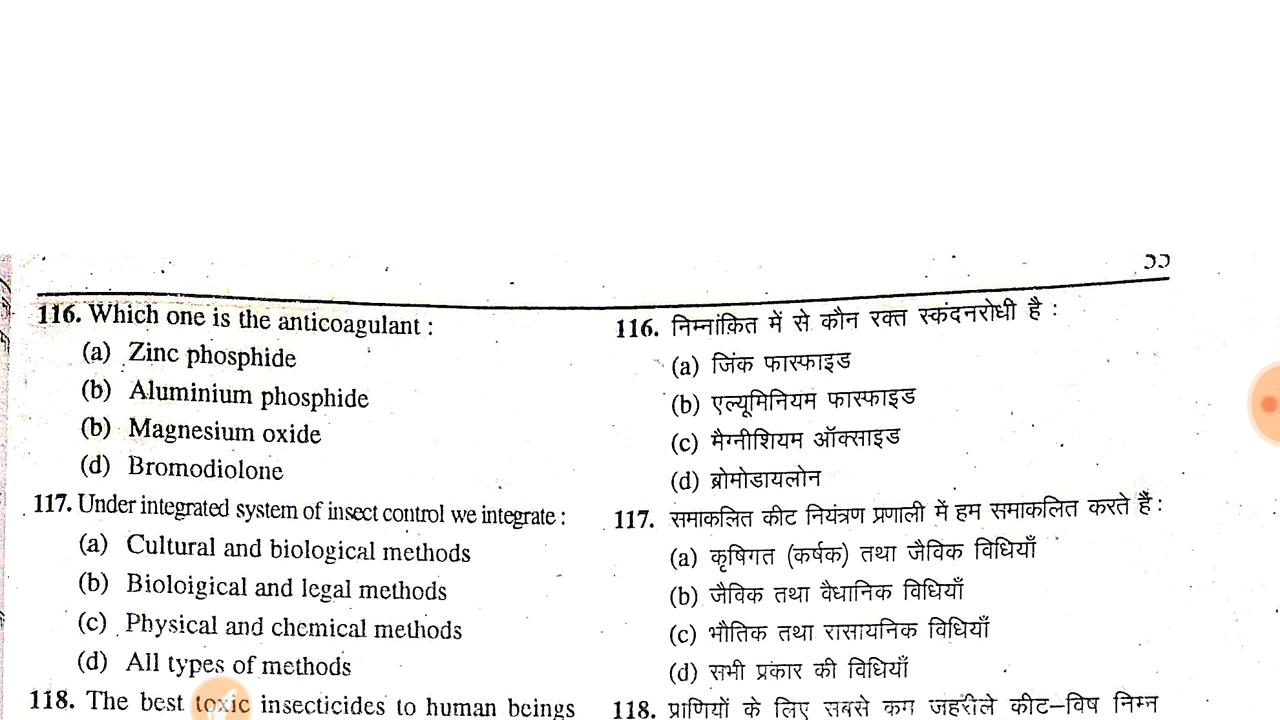 116. Which one is the anticoagulant :
(a) Zinc phosphide
(b) Aluminium phosphide
(b) Magnesium oxide
(d) Bromodiolone
117. Under integrated system of insect control we integrate :
(a) Cultural and biological methods
(b) Bioloigical and legal methods
(c) Physical and chemical methods
(d) All types of methods
118. The best toxic insecticides to human beings
116. निम्नांकित में से कौन रक्त स्कंदनरोधी है :
(a) जिंक फास्फाइड
(b) एल्यूमिनियम फास्फाइड
(c) मैग्नीशियम ऑक्साइड
(d) ब्रोमोडायलोन
117. समाकलित कीट नियंत्रण प्रणाली में हम समाकलित करते हैं :
(a) कृषिगत (कर्षक) तथा जैविक विधियाँ
(b) जैविक तथा वैधानिक विधियाँ
(c) भौतिक तथा रासायनिक विधियाँ
(d) सभी प्रकार की विधियाँ
118. प्राणियों के लिए सबसे कम जहरीले कीट-विष निम्न